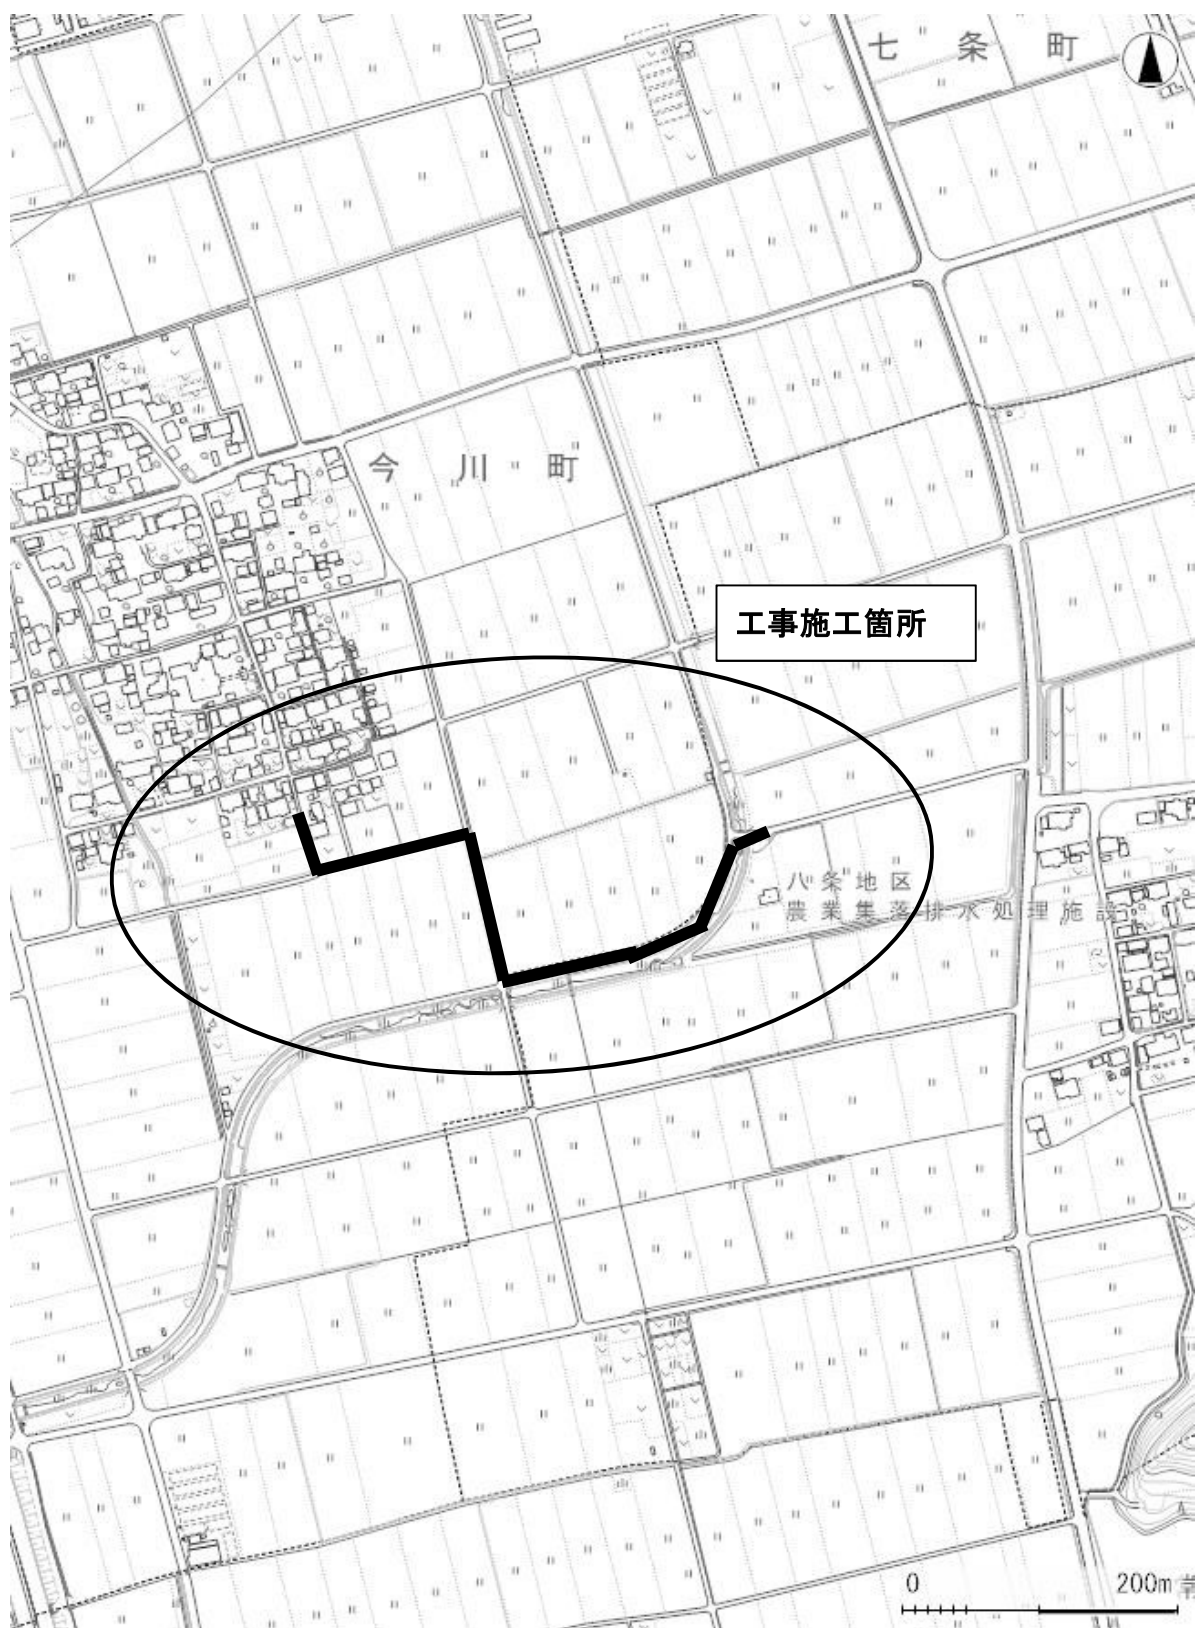 七条町
今川町
工事施工箇所
八条地区
農業集落排水処理施設
0 200m